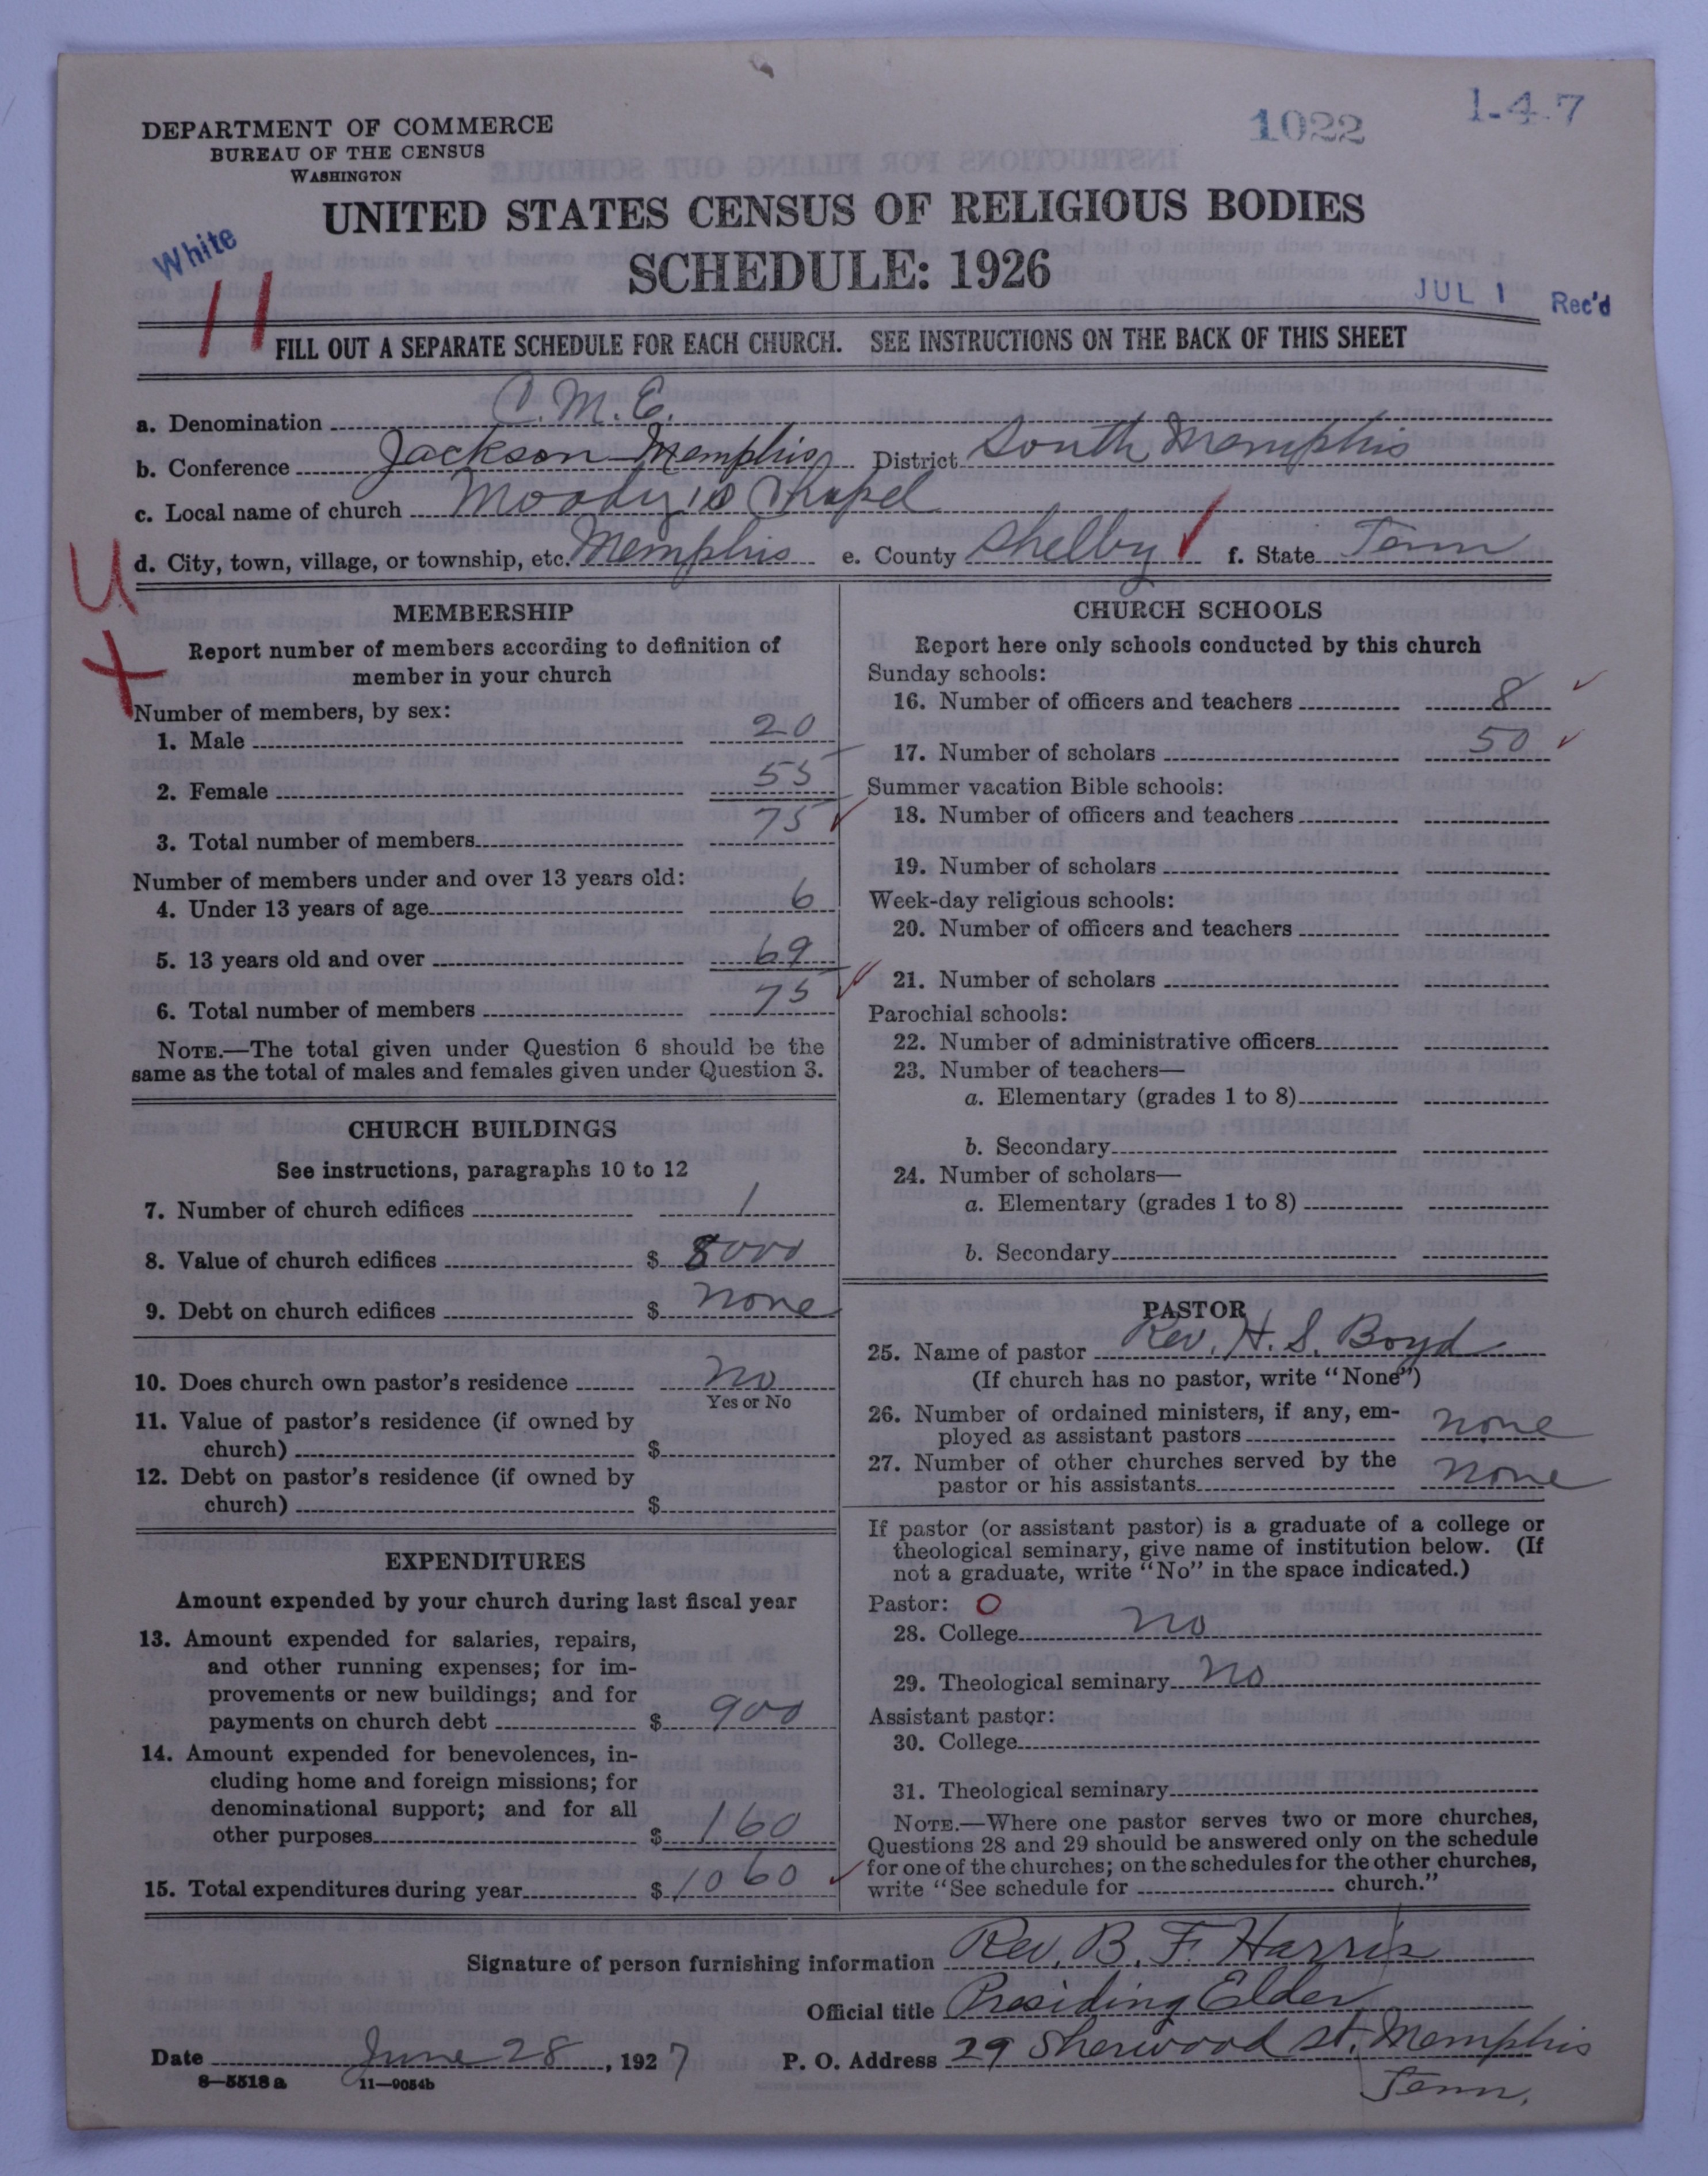 1022
1-4-7
DEPARTMENT OF COMMERCE
BUREAU OF THE CENSUS
WASHINGTON
UNITED STATES CENSUS OF RELIGIOUS BODIES
SCHEDULE: 1926
White
11
JUL 1 Rec'd
FILL OUT A SEPARATE SCHEDULE FOR EACH CHURCH. SEE INSTRUCTIONS ON THE BACK OF THIS SHEET
a. Denomination C. M. E.
b. Conference Jackson Memphis District South Memphis
c. Local name of church Moody's Chapel
d. City, town, village, or township, etc. Memphis e. County Shelby f. State Tenn
MEMBERSHIP
Report number of members according to definition of
member in your church
Number of members, by sex:
1. Male 20
2. Female 55
3. Total number of members 75
Number of members under and over 13 years old:
4. Under 13 years of age 6
5. 13 years old and over 69
6. Total number of members 75
NOTE.—The total given under Question 6 should be the
same as the total of males and females given under Question 3.
CHURCH BUILDINGS
See instructions, paragraphs 10 to 12
7. Number of church edifices 1
8. Value of church edifices $ 8000
9. Debt on church edifices $ none
10. Does church own pastor's residence no
Yes or No
11. Value of pastor's residence (if owned by
church) $
12. Debt on pastor's residence (if owned by
church) $
EXPENDITURES
Amount expended by your church during last fiscal year
13. Amount expended for salaries, repairs,
and other running expenses; for im-
provements or new buildings; and for
payments on church debt $ 900
14. Amount expended for benevolences, in-
cluding home and foreign missions; for
denominational support; and for all
other purposes $ 160
15. Total expenditures during year $ 1060
CHURCH SCHOOLS
Report here only schools conducted by this church
Sunday schools:
16. Number of officers and teachers 8
17. Number of scholars 50
Summer vacation Bible schools:
18. Number of officers and teachers
19. Number of scholars
Week-day religious schools:
20. Number of officers and teachers
21. Number of scholars
Parochial schools:
22. Number of administrative officers
23. Number of teachers—
a. Elementary (grades 1 to 8)
b. Secondary
24. Number of scholars—
a. Elementary (grades 1 to 8)
b. Secondary
PASTOR
25. Name of pastor Rev. H. S. Boyd
(If church has no pastor, write "None")
26. Number of ordained ministers, if any, em-
ployed as assistant pastors none
27. Number of other churches served by the
pastor or his assistants none
If pastor (or assistant pastor) is a graduate of a college or
theological seminary, give name of institution below. (If
not a graduate, write "No" in the space indicated.)
Pastor: O
28. College no
29. Theological seminary no
Assistant pastor:
30. College
31. Theological seminary
NOTE.—Where one pastor serves two or more churches,
Questions 28 and 29 should be answered only on the schedule
for one of the churches; on the schedules for the other churches,
write "See schedule for church."
Signature of person furnishing information Rev. B. F. Harris
Official title Presiding Elder
Date June 28, 1927 P. O. Address 29 Sherwood st. Memphis
Tenn.
8—5518a 11—9054b